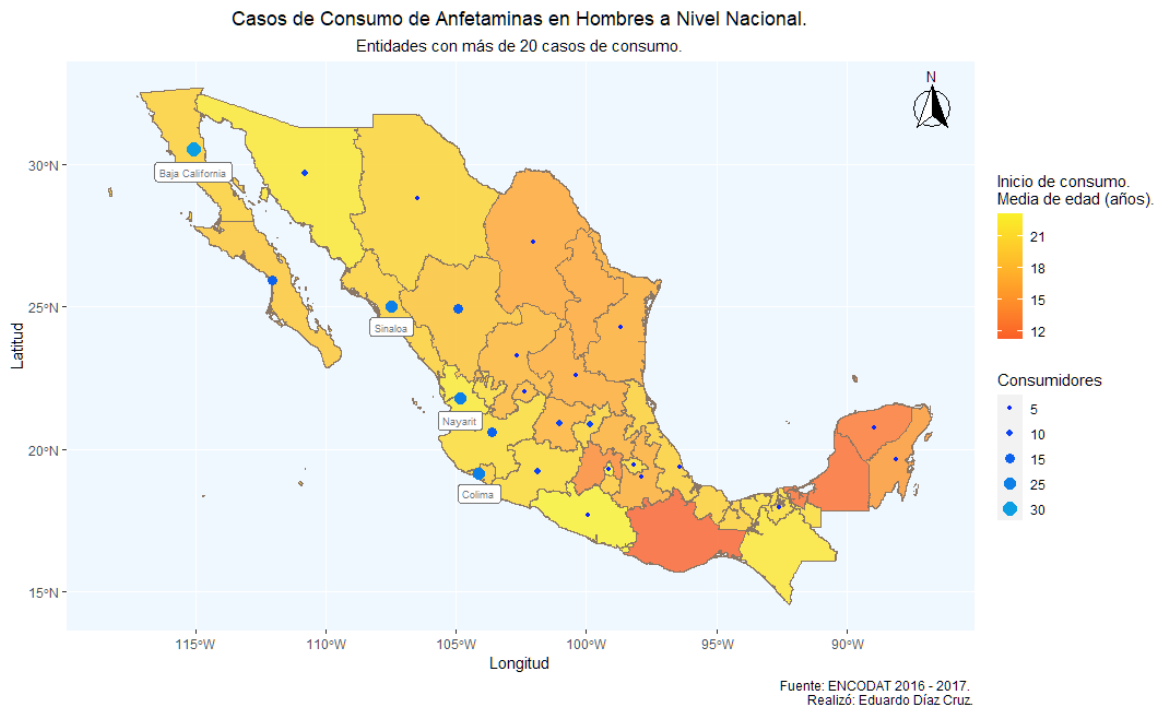 Casos de Consumo de Anfetaminas en Hombres a Nivel Nacional.
Entidades con más de 20 casos de consumo.
N
30°N
25°N
20°N
15°N
Latitud
Baja California
Sinaloa
Nayarit
Colima
115°W
110°W
105°W
100°W
95°W
90°W
Longitud
Inicio de consumo.
Media de edad (años).
21
18
15
12
Consumidores
5
10
15
25
30
Fuente: ENCODAT 2016 - 2017.
Realizó: Eduardo Díaz Cruz.